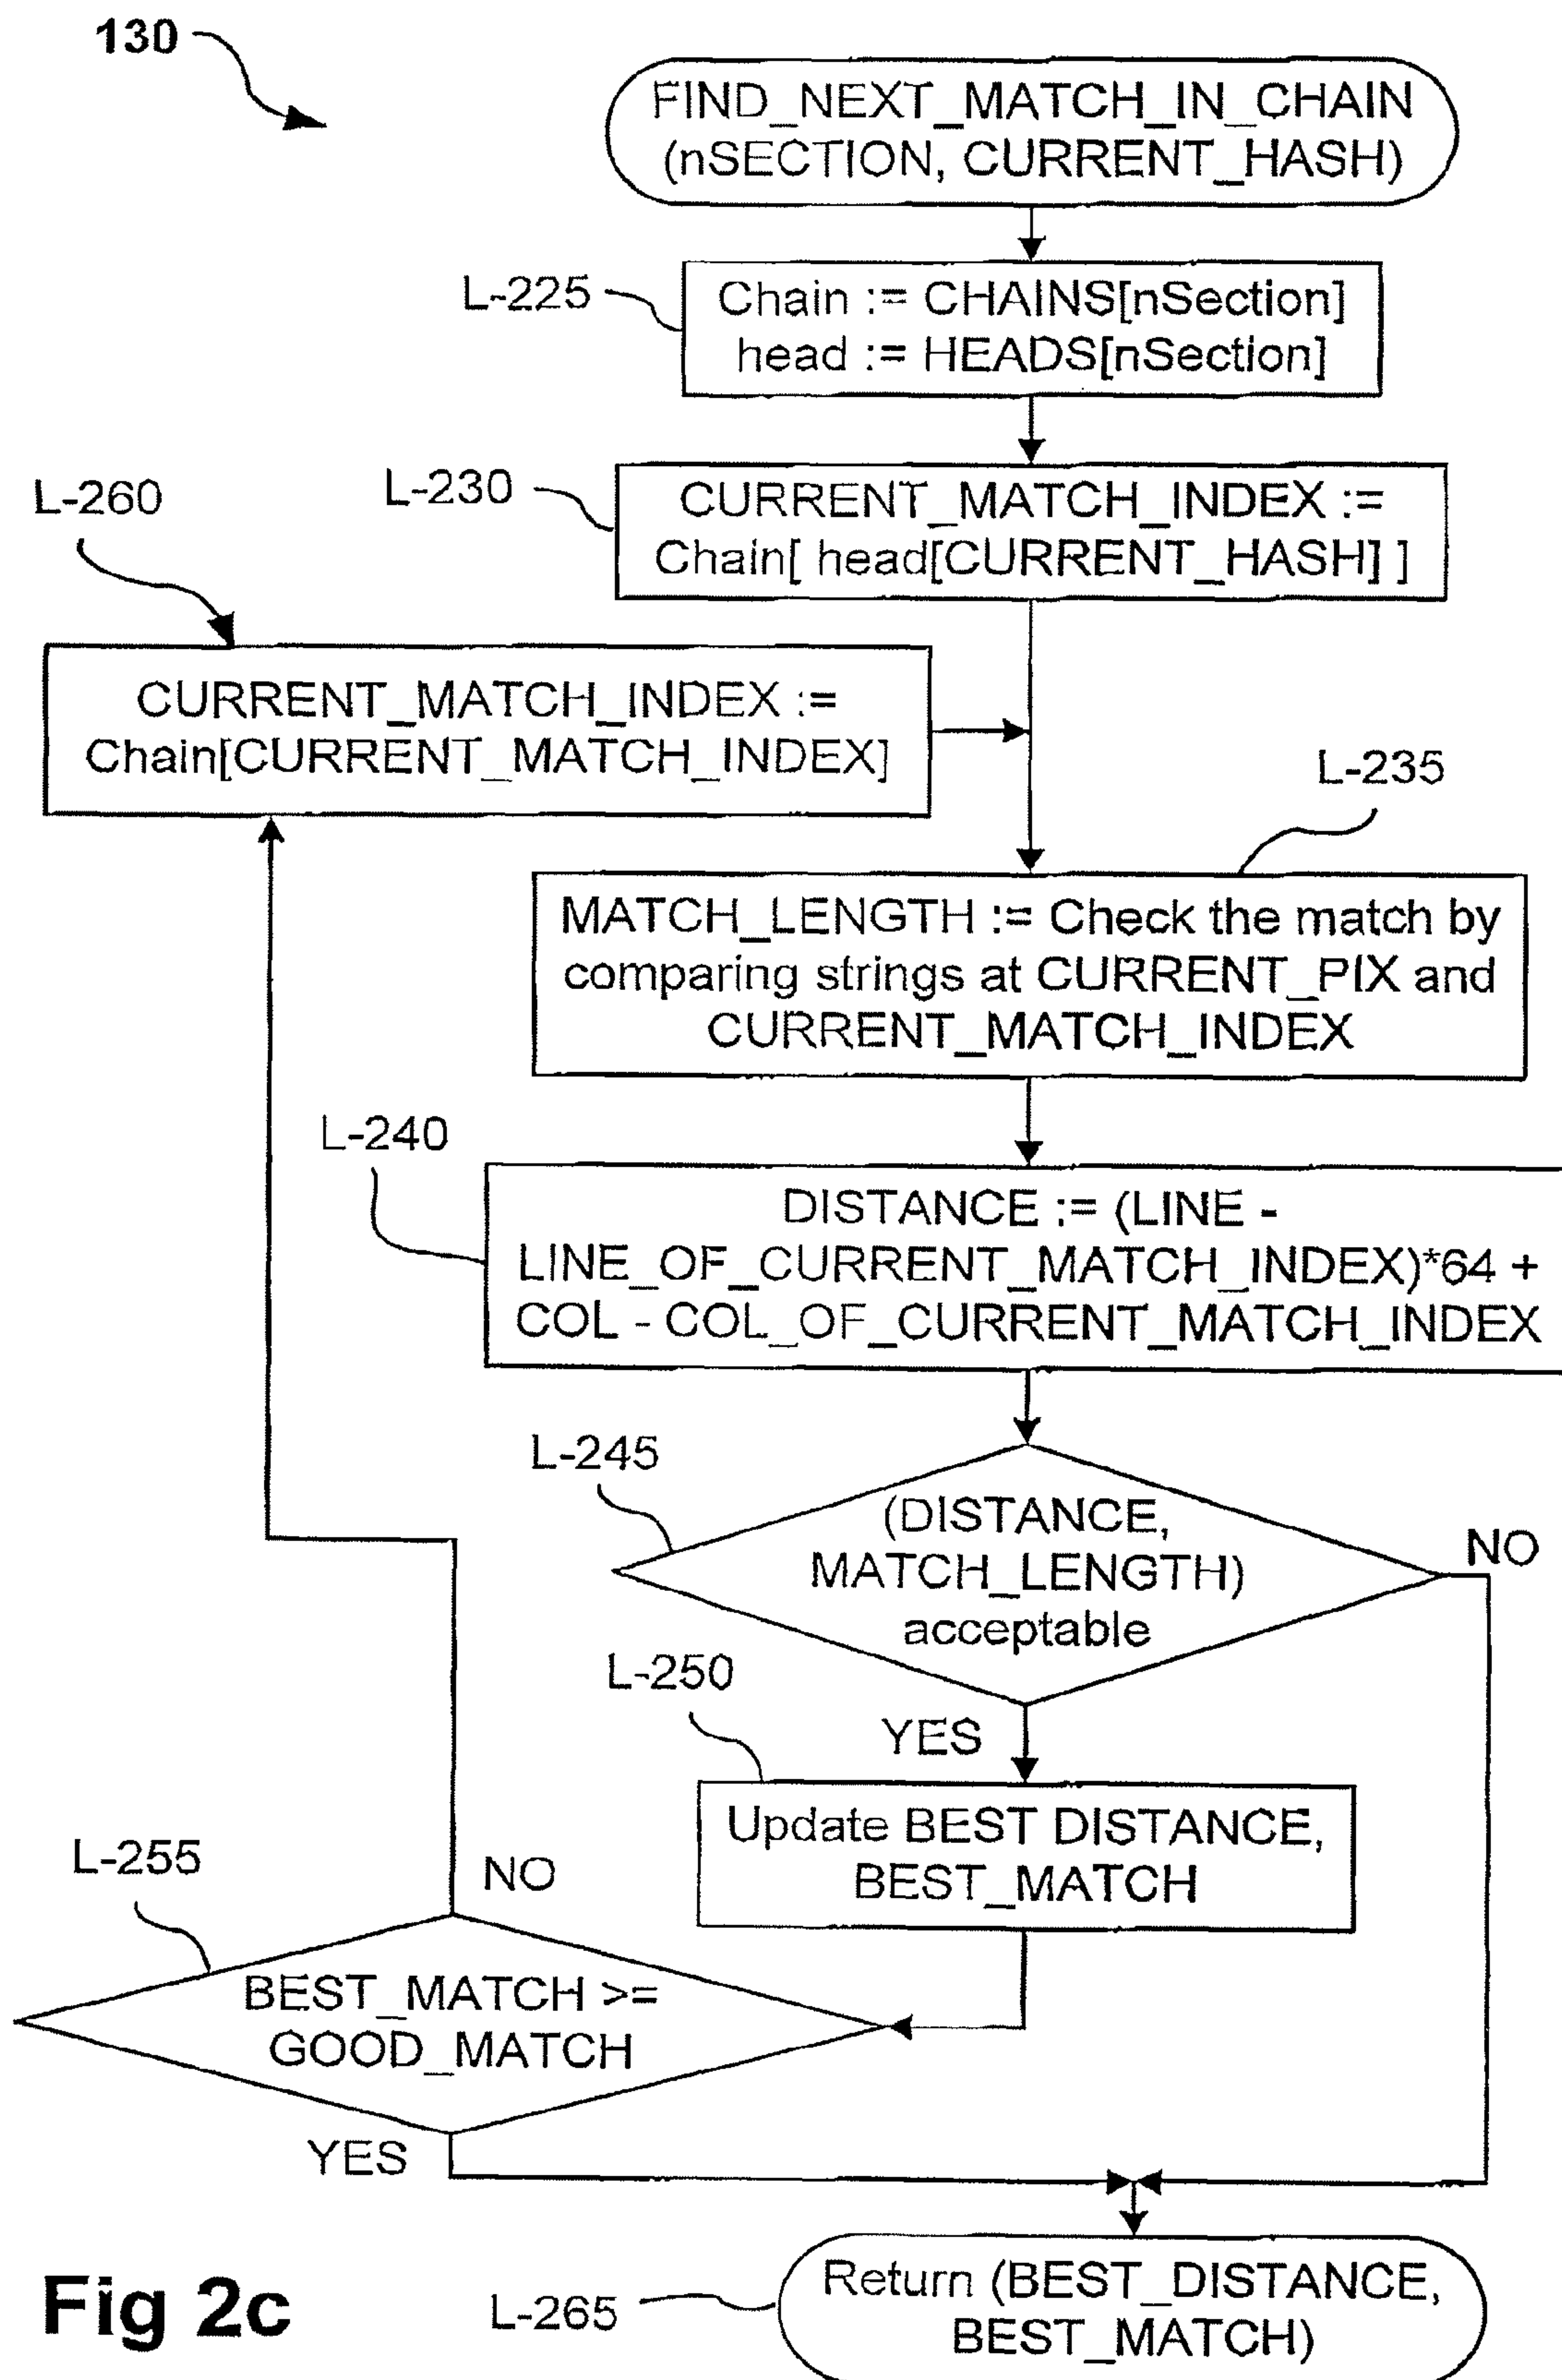 130
FIND_NEXT_MATCH_IN_CHAIN
(nSECTION, CURRENT_HASH)
L-225
Chain := CHAINS[nSection]
head := HEADS[nSection]
L-260
L-230
CURRENT_MATCH_INDEX :=
Chain[ head[CURRENT_HASH] ]
CURRENT_MATCH_INDEX :=
Chain[CURRENT_MATCH_INDEX]
L-235
MATCH_LENGTH := Check the match by
comparing strings at CURRENT_PIX and
CURRENT_MATCH_INDEX
L-240
DISTANCE := (LINE -
LINE_OF_CURRENT_MATCH_INDEX)*64 +
COL - COL_OF_CURRENT_MATCH_INDEX
L-245
(DISTANCE,
MATCH_LENGTH)
acceptable
NO
L-250
YES
Update BEST DISTANCE,
BEST_MATCH
L-255
NO
BEST_MATCH >=
GOOD_MATCH
YES
Fig 2c
L-265
Return (BEST_DISTANCE,
BEST_MATCH)